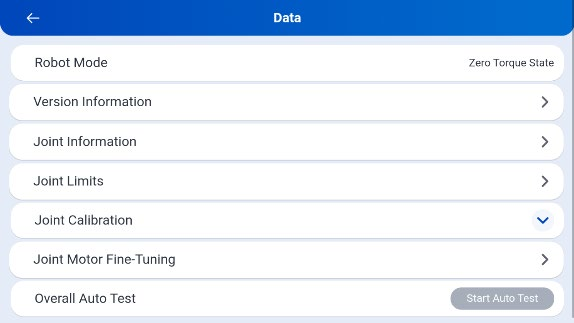 Data
Robot Mode Zero Torque State
Version Information
Joint Information
Joint Limits
Joint Calibration
Joint Motor Fine-Tuning
Overall Auto Test Start Auto Test